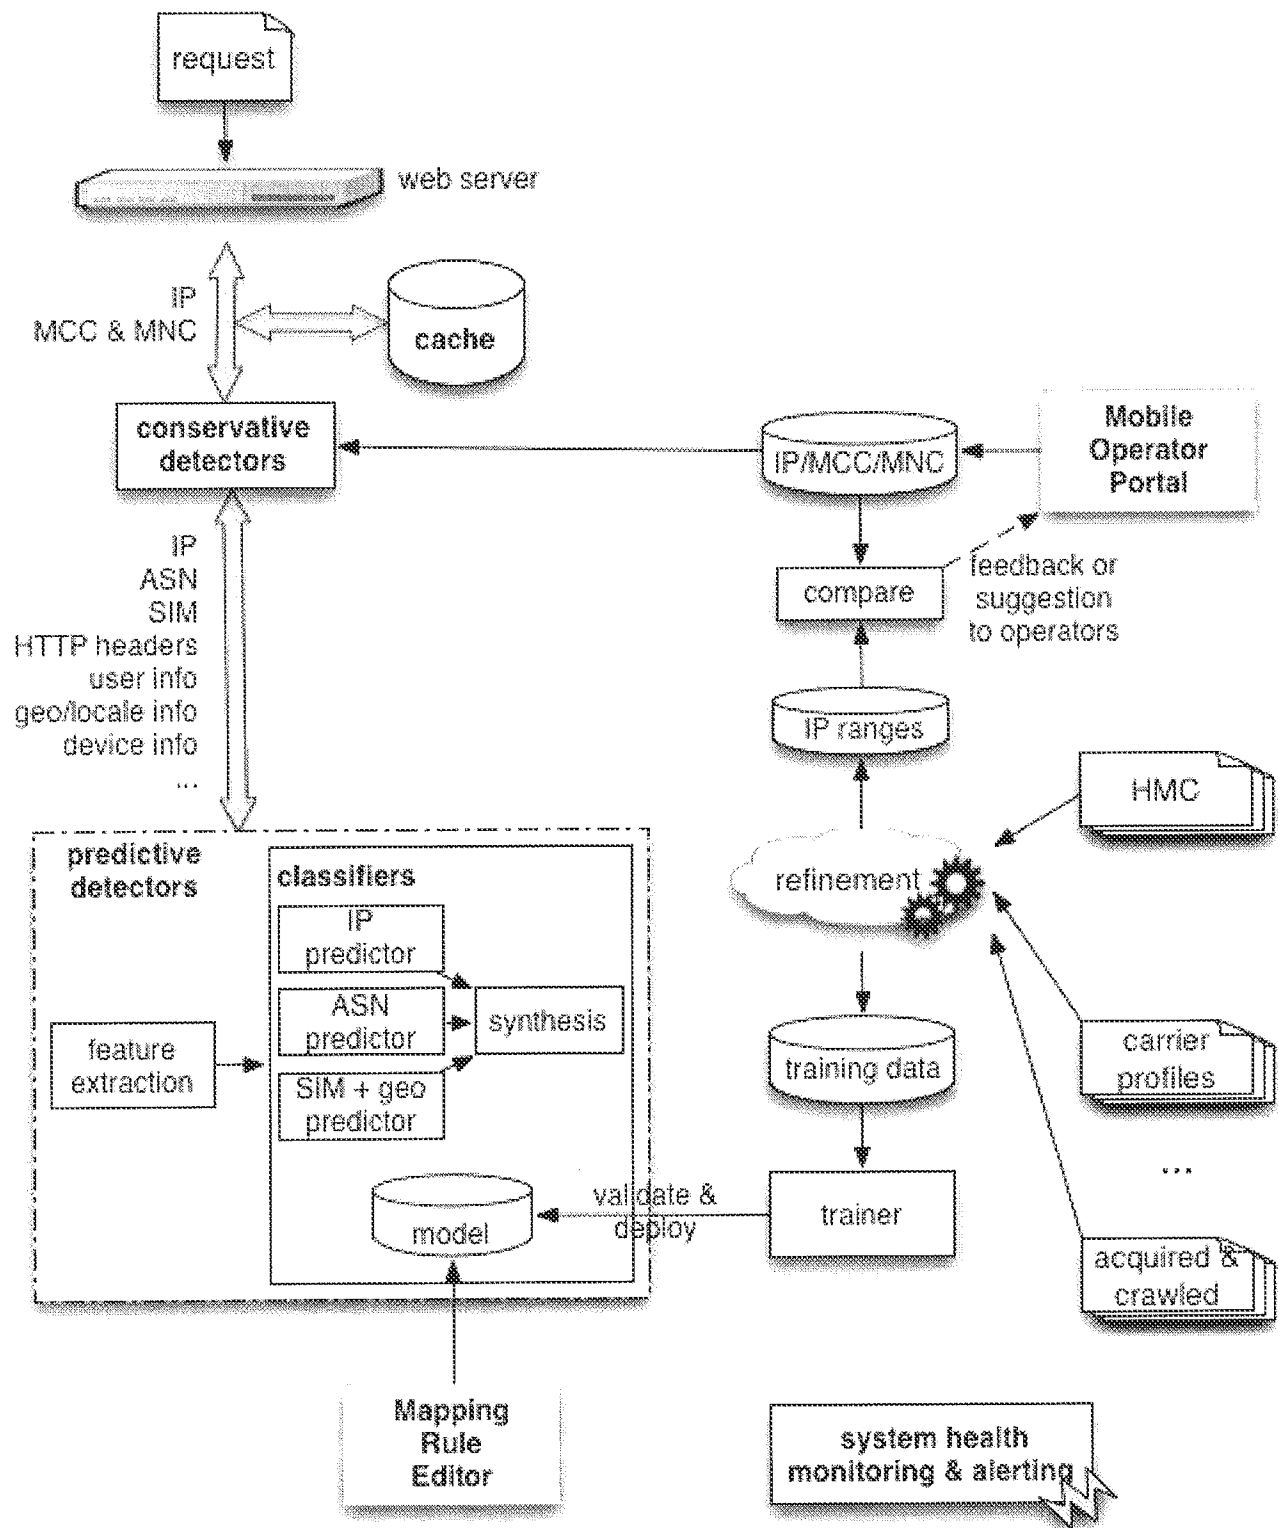 request
web server
IP
MCC & MNC
cache
conservative
detectors
IP/MCC/MNC
Mobile
Operator
Portal
IP
ASN
SIM
HTTP headers
user info
geo/locale info
device info
...
compare
feedback or
suggestion
to operators
IP ranges
HMC
refinement
carrier
profiles
...
acquired &
crawled
training data
trainer
validate &
deploy
predictive
detectors
classifiers
IP
predictor
ASN
predictor
SIM + geo
predictor
synthesis
feature
extraction
model
Mapping
Rule
Editor
system health
monitoring & alerting